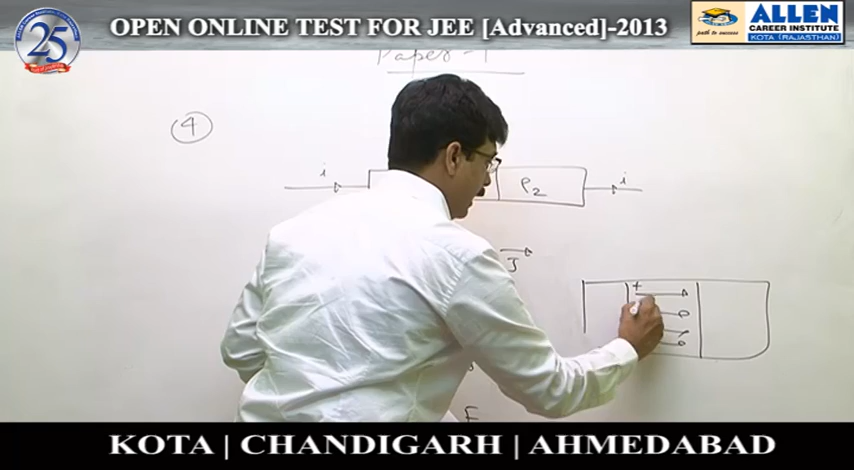 OPEN ONLINE TEST FOR JEE [Advanced]-2013
25
path to success
ALLEN
CAREER INSTITUTE
KOTA (RAJASTHAN)
Paper - 1
4
i
ρ2
i
J
+
E
KOTA | CHANDIGARH | AHMEDABAD